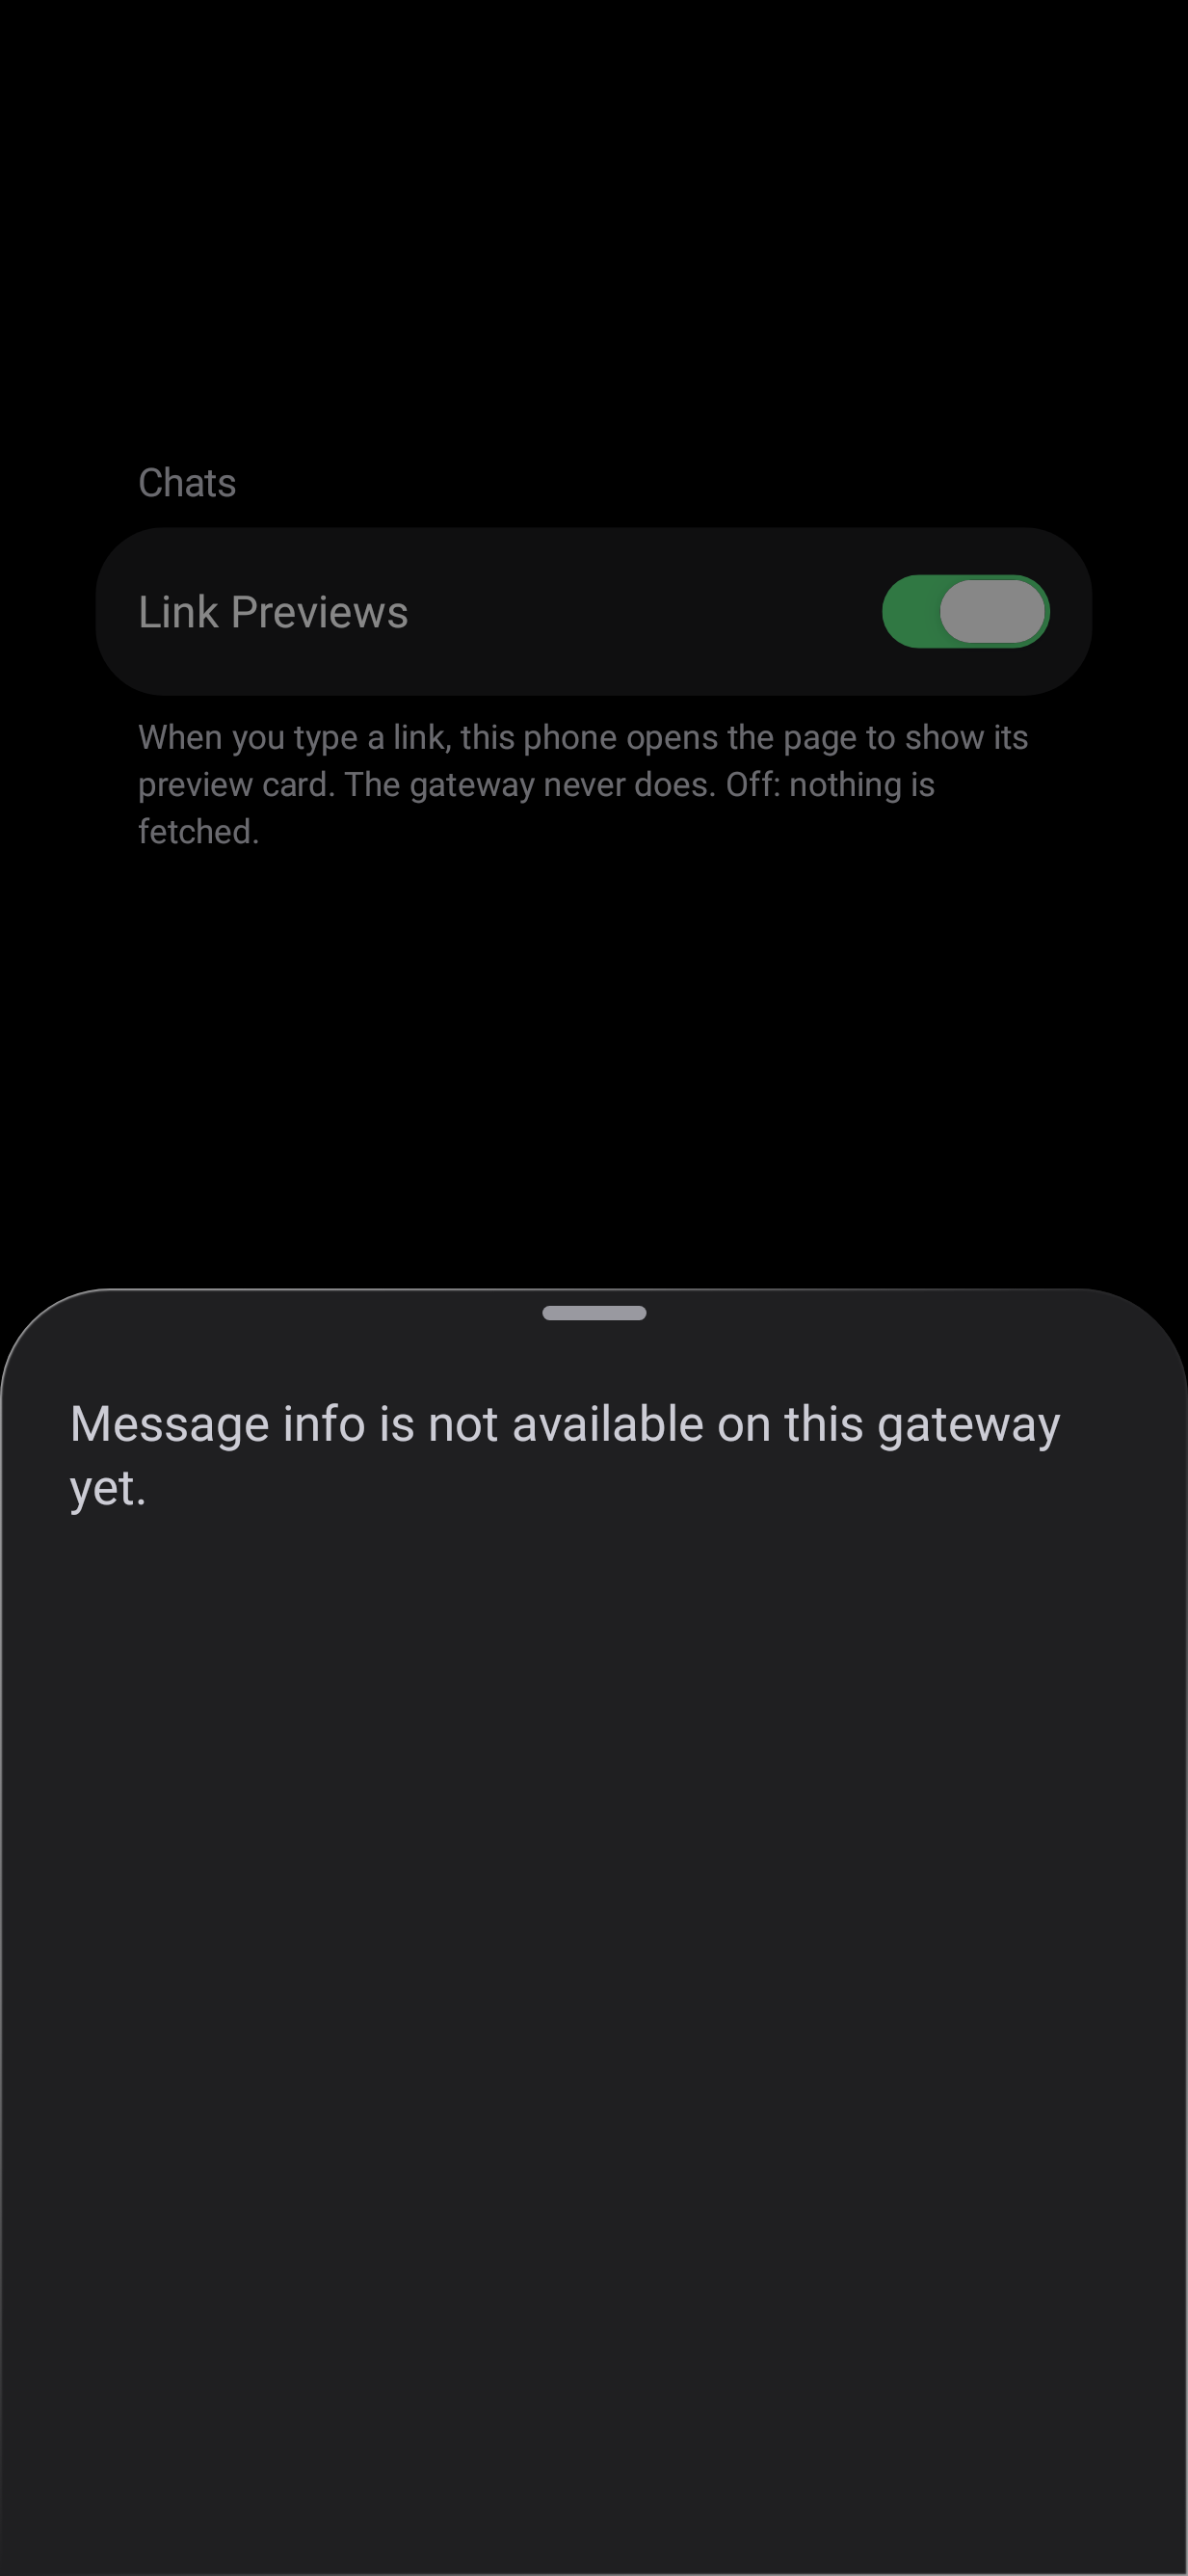 Chats
Link Previews
When you type a link, this phone opens the page to show its
preview card. The gateway never does. Off: nothing is
fetched.
Message info is not available on this gateway
yet.